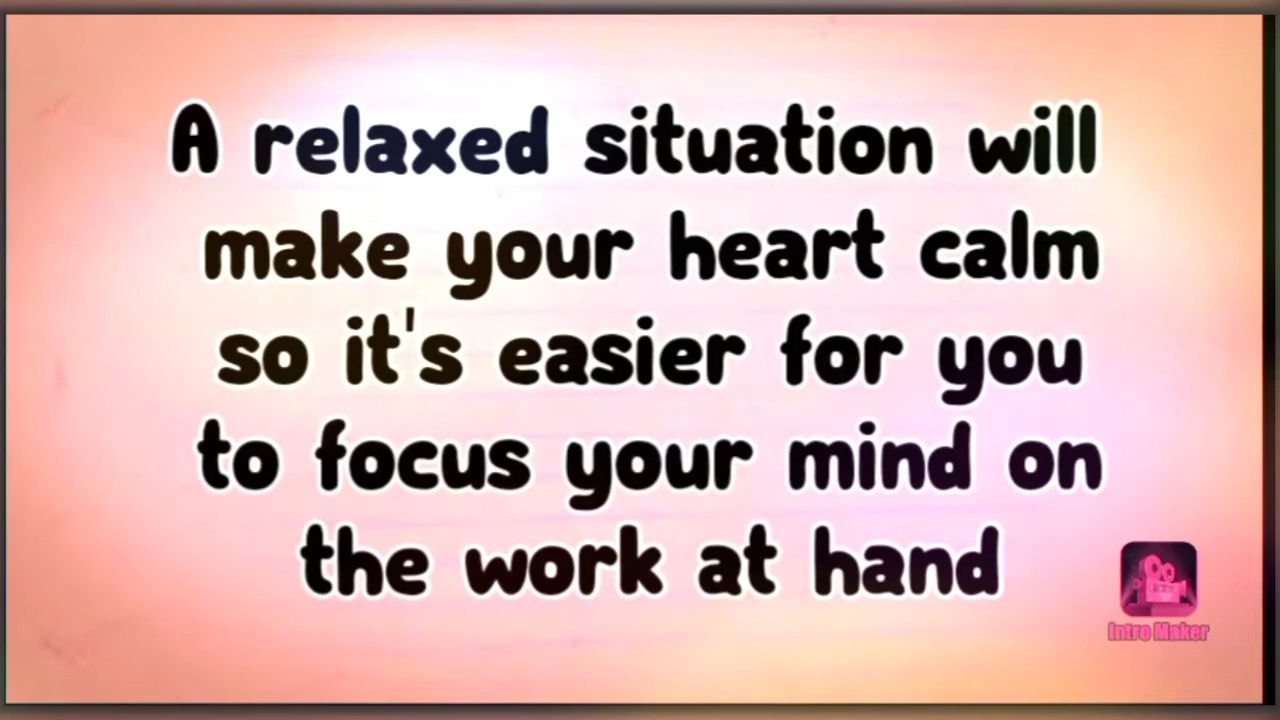 A relaxed situation will
make your heart calm
so it's easier for you
to focus your mind on
the work at hand
Intro Maker